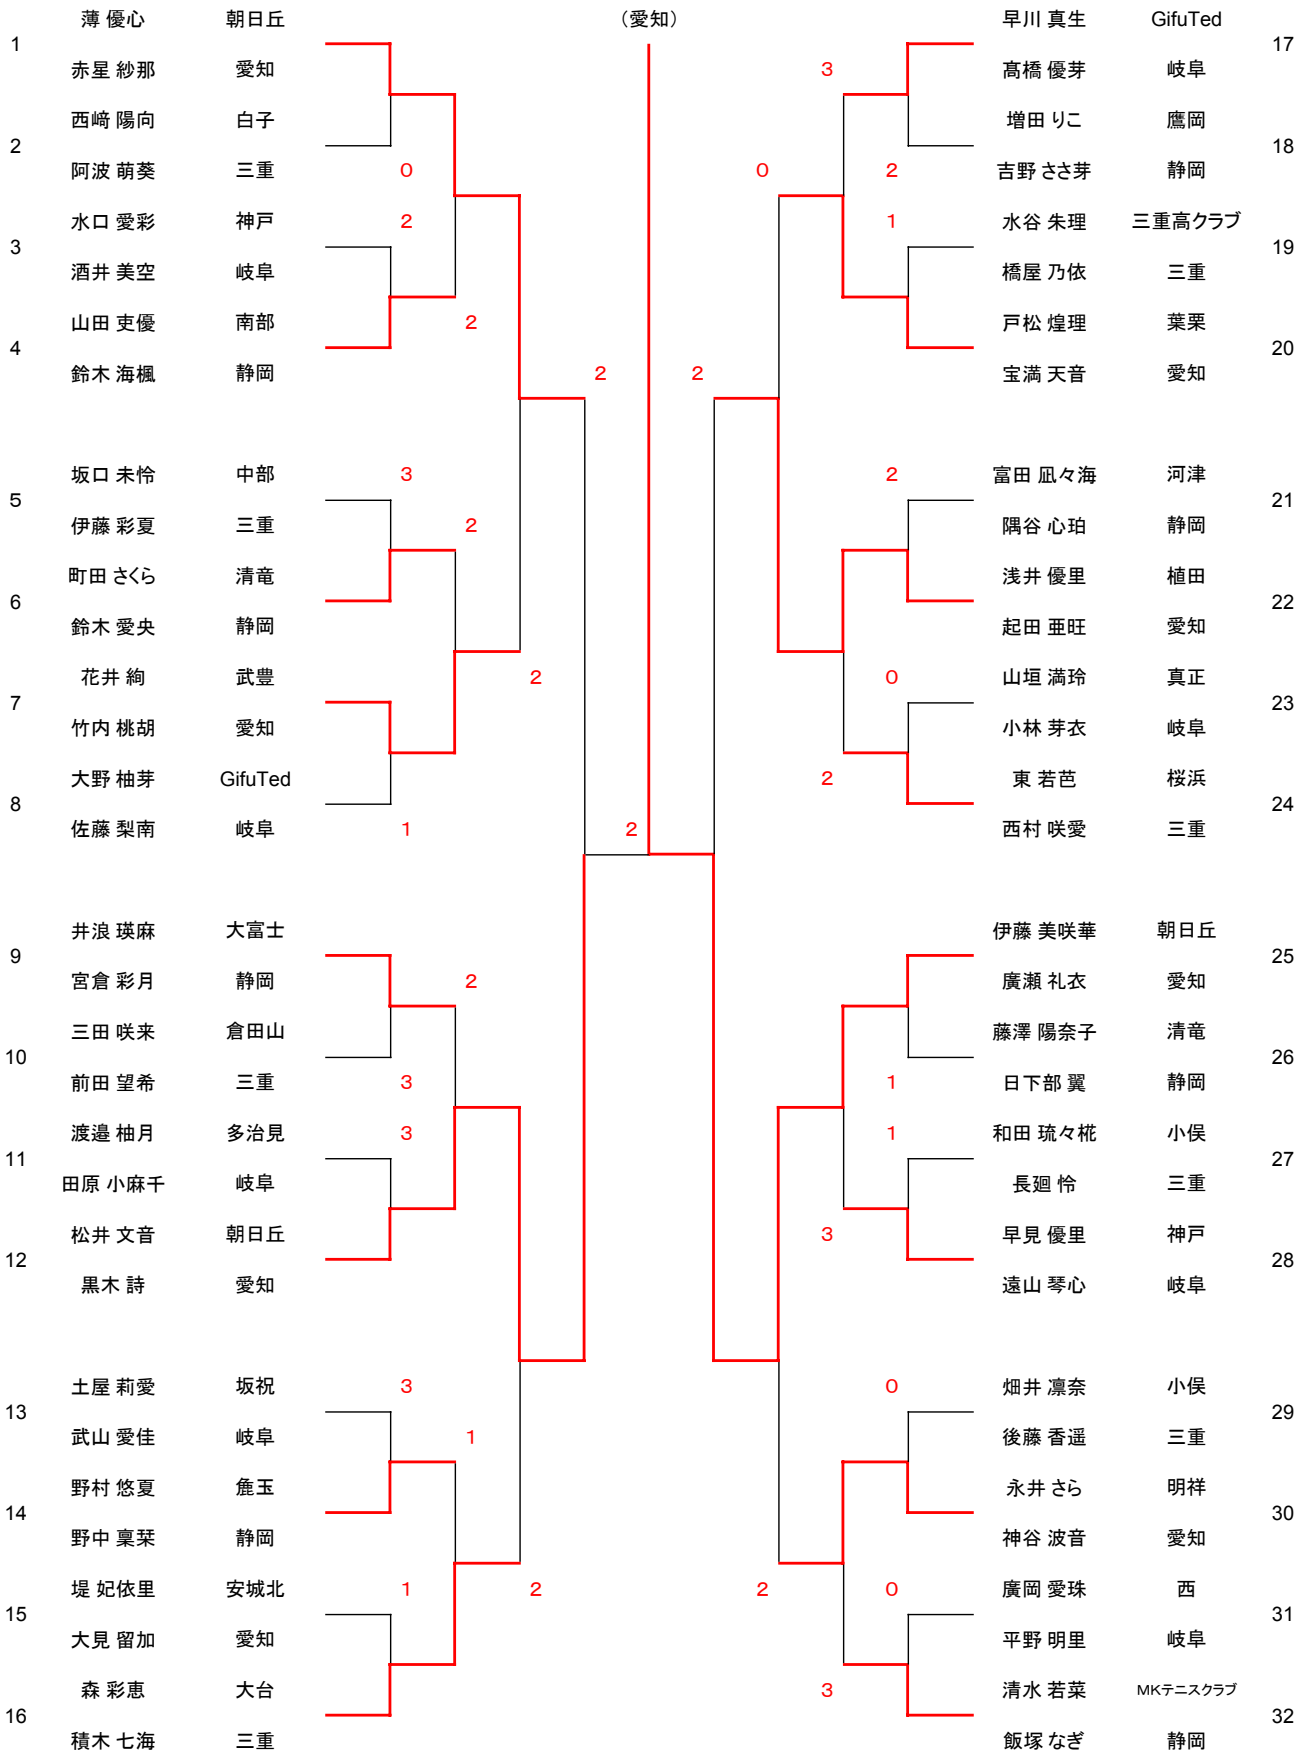 （愛知）
薄 優心 朝日丘
1
赤星 紗那 愛知
西﨑 陽向 白子
2
阿波 萌葵 三重 0
水口 愛彩 神戸 2
3
酒井 美空 岐阜
山田 吏優 南部 2
4
鈴木 海楓 静岡 2
坂口 未怜 中部 3
5
伊藤 彩夏 三重 2
町田 さくら 清竜
6
鈴木 愛央 静岡
花井 絢 武豊 2
7
竹内 桃胡 愛知
大野 柚芽 GifuTed
8
佐藤 梨南 岐阜 1 2
井浪 瑛麻 大富士
9
宮倉 彩月 静岡 2
三田 咲来 倉田山
10
前田 望希 三重 3
渡邉 柚月 多治見 3
11
田原 小麻千 岐阜
松井 文音 朝日丘
12
黒木 詩 愛知
土屋 莉愛 坂祝 3
13
武山 愛佳 岐阜 1
野村 悠夏 麁玉
14
野中 稟栞 静岡
堤 妃依里 安城北 1 2
15
大見 留加 愛知
森 彩恵 大台
16
積木 七海 三重
早川 真生 GifuTed
17
3 髙橋 優芽 岐阜
増田 りこ 鷹岡
18
0 2 吉野 ささ芽 静岡
1 水谷 朱理 三重高クラブ
19
橋屋 乃依 三重
戸松 煌理 葉栗
20
2 宝満 天音 愛知
2 富田 凪々海 河津
21
隅谷 心珀 静岡
浅井 優里 植田
22
起田 亜旺 愛知
0 山垣 満玲 真正
23
小林 芽衣 岐阜
2 東 若芭 桜浜
24
西村 咲愛 三重
伊藤 美咲華 朝日丘
25
廣瀬 礼衣 愛知
藤澤 陽奈子 清竜
26
1 日下部 翼 静岡
1 和田 琉々椛 小俣
27
長廻 怜 三重
3 早見 優里 神戸
28
遠山 琴心 岐阜
0 畑井 凛奈 小俣
29
後藤 香遥 三重
永井 さら 明祥
30
神谷 波音 愛知
2 0 廣岡 愛珠 西
31
平野 明里 岐阜
3 清水 若菜 MKテニスクラブ
32
飯塚 なぎ 静岡